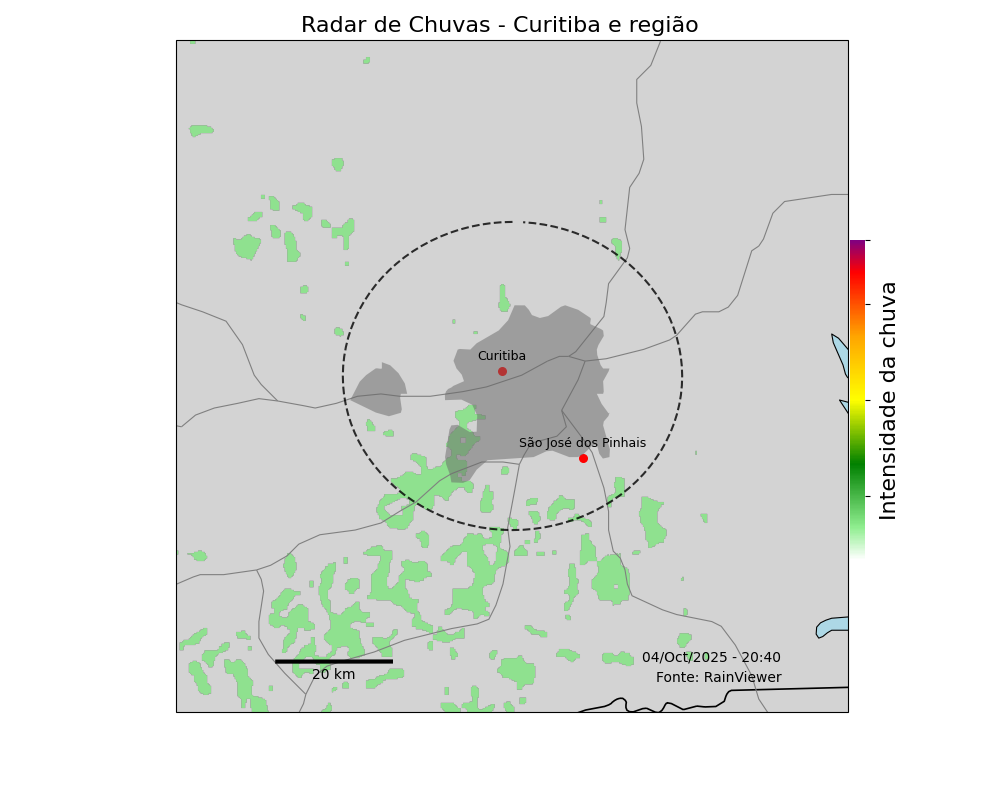 Radar de Chuvas - Curitiba e região
Curitiba
São José dos Pinhais
Intensidade da chuva
04/Oct/2025 - 20:40
Fonte: RainViewer
20 km